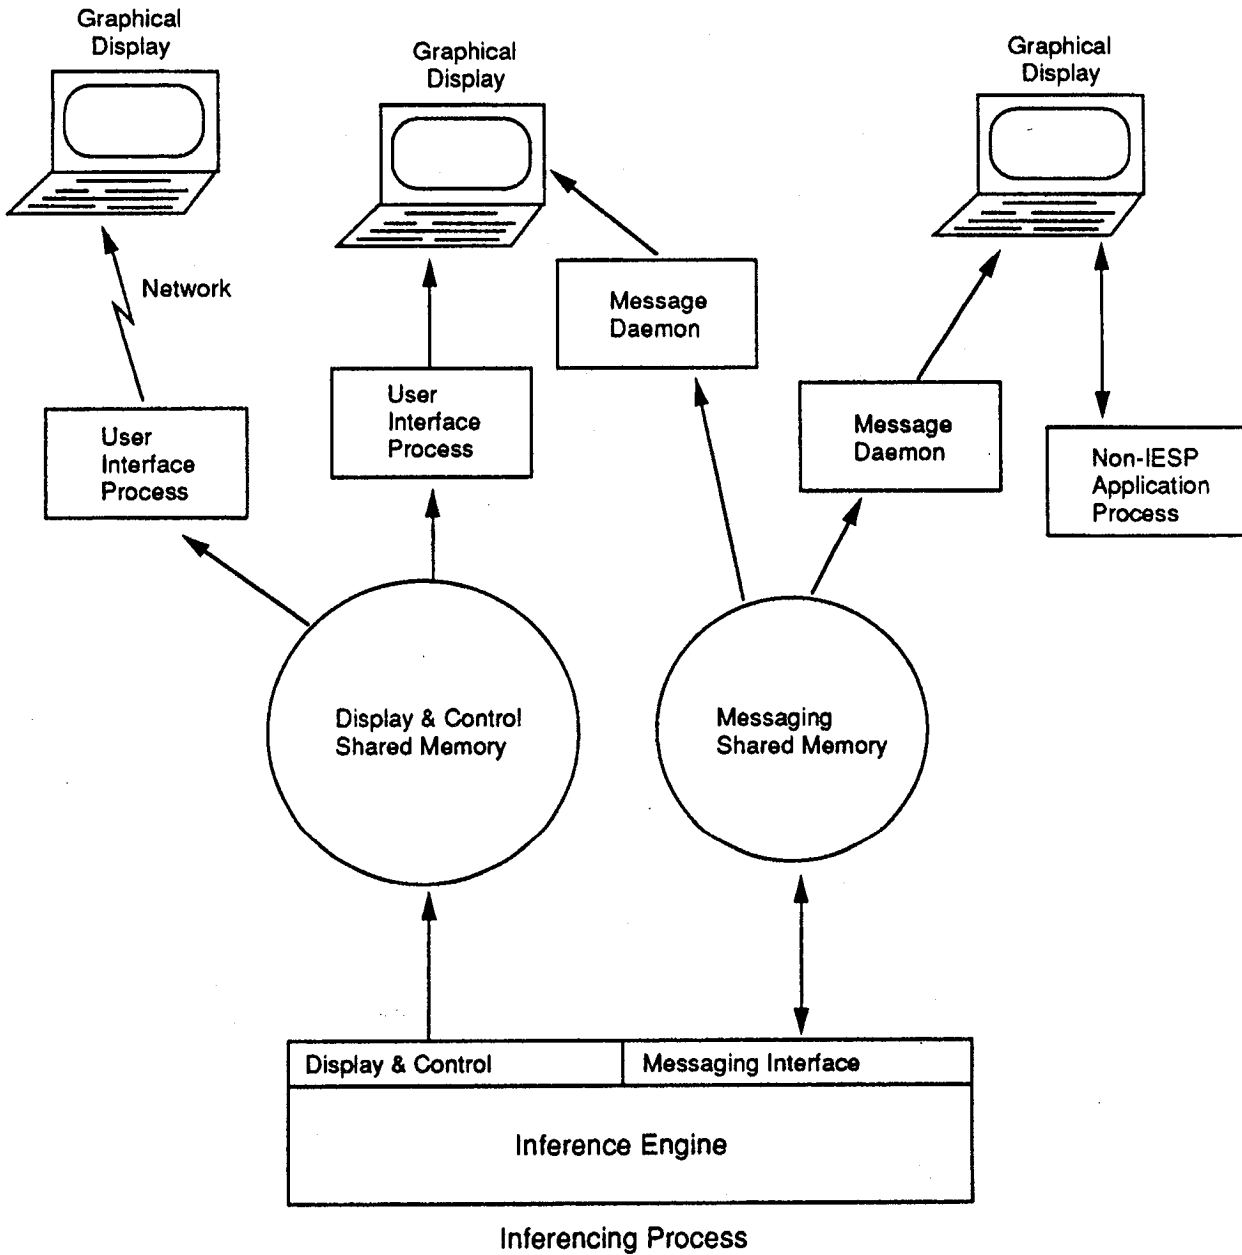 Graphical
Display
Graphical
Display
Graphical
Display
Network
Message
Daemon
User
Interface
Process
User
Interface
Process
Message
Daemon
Non-IESP
Application
Process
Display & Control
Shared Memory
Messaging
Shared Memory
Display & Control
Messaging Interface
Inference Engine
Inferencing Process